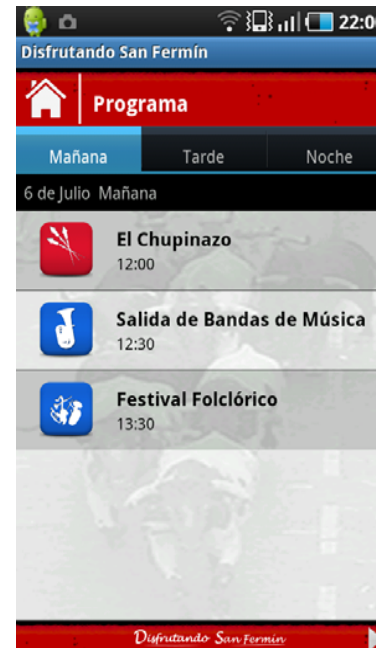 22:0
Disfrutando San Fermín
Programa
Mañana Tarde Noche
6 de Julio Mañana
El Chupinazo
12:00
Salida de Bandas de Música
12:30
Festival Folclórico
13:30
Disfrutando San Fermín